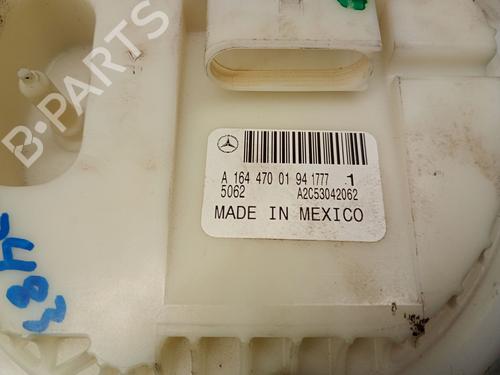 B-PARTS
A 164 470 01 94 1777 .1
5062 A2C53042062
MADE IN MEXICO